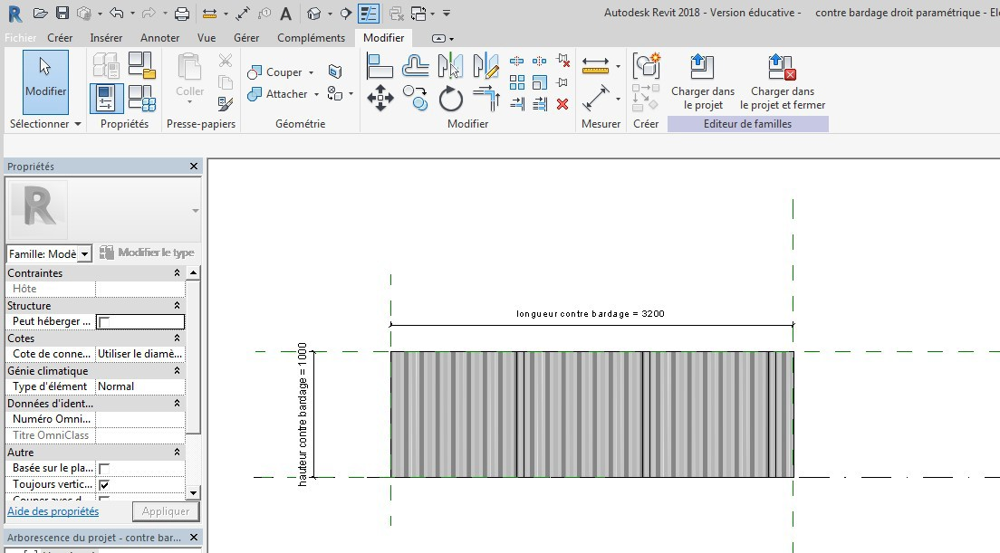 Autodesk Revit 2018 - Version éducative - contre bardage droit paramétrique - Elé
Fichier Créer Insérer Annoter Vue Gérer Compléments Modifier
Modifier
Coller
Couper
Attacher
Charger dans
le projet
Charger dans
le projet et fermer
Sélectionner Propriétés Presse-papiers Géométrie Modifier Mesurer Créer Editeur de familles
Propriétés
Famille: Modè Modifier le type
Contraintes
Hôte
Structure
Peut héberger ...
Cotes
Cote de conne... Utiliser le diamè...
Génie climatique
Type d'élément Normal
Données d'ident...
Numéro Omni...
Titre OmniClass
Autre
Basée sur le pla...
Toujours vertic...
Couper avec d...
Aide des propriétés Appliquer
Arborescence du projet - contre bar...
longueur contre bardage = 3200
hauteur contre bardage = 1000